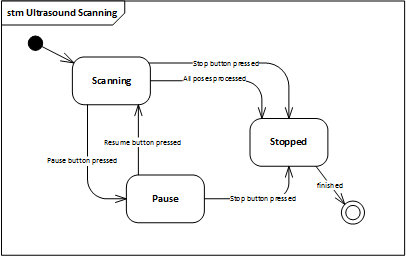 stm Ultrasound Scanning
Stop button pressed
Scanning
All poses processed
Stopped
Resume button pressed
Pause button pressed
finished
Pause
Stop button pressed